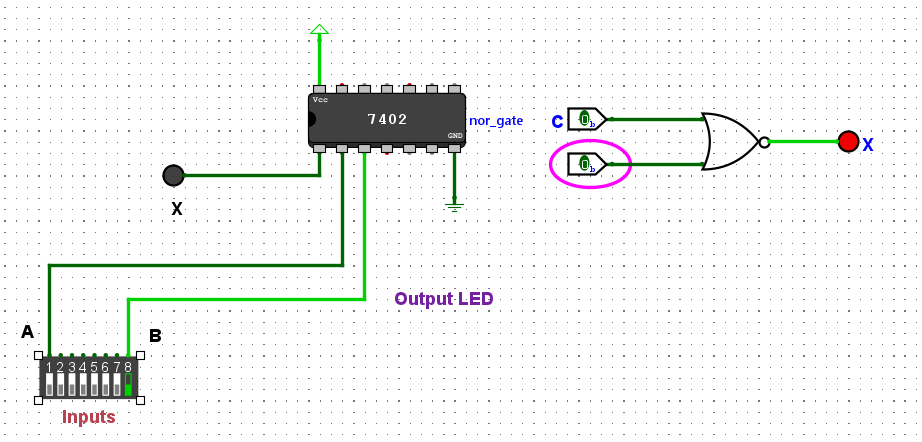 Vcc
7402
GND
nor_gate
C
0b
0b
X
X
Output LED
A
B
1 2 3 4 5 6 7 8
Inputs